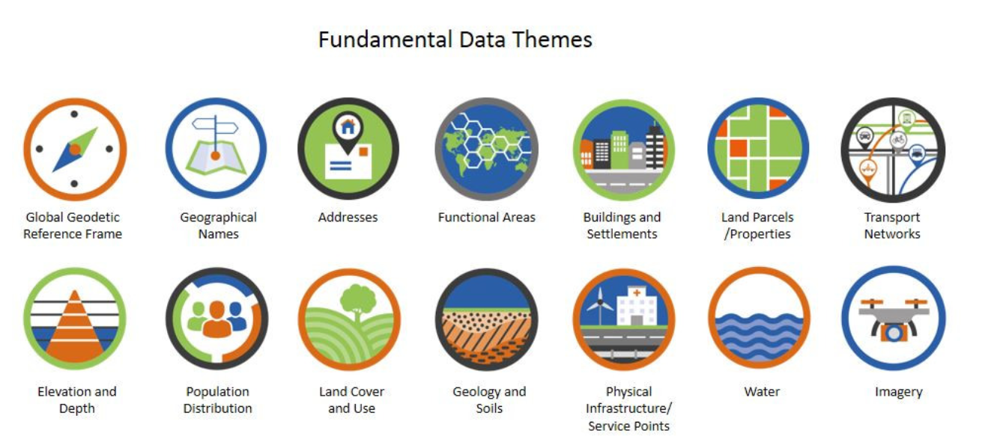 Fundamental Data Themes
Global Geodetic
Reference Frame
Geographical
Names
Addresses
Functional Areas
Buildings and
Settlements
Land Parcels
/Properties
Transport
Networks
Elevation and
Depth
Population
Distribution
Land Cover
and Use
Geology and
Soils
Physical
Infrastructure/
Service Points
Water
Imagery